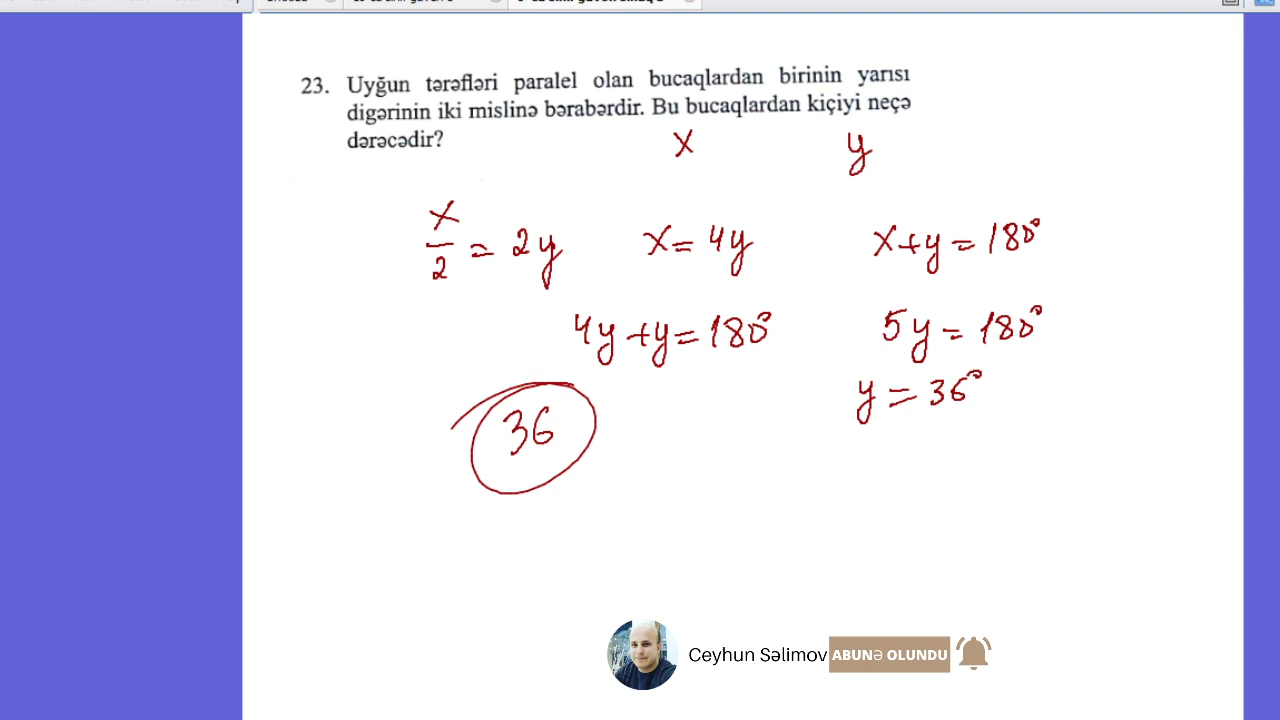 23. Uyğun tərəfləri paralel olan bucaqlardan birinin yarısı
digərinin iki mislinə bərabərdir. Bu bucaqlardan kiçiyi neçə
dərəcədir?
x y
x/2 = 2y x = 4y x+y = 180°
4y+y = 180° 5y = 180°
y = 36°
36
Ceyhun Səlimov ABUNƏ OLUNDU